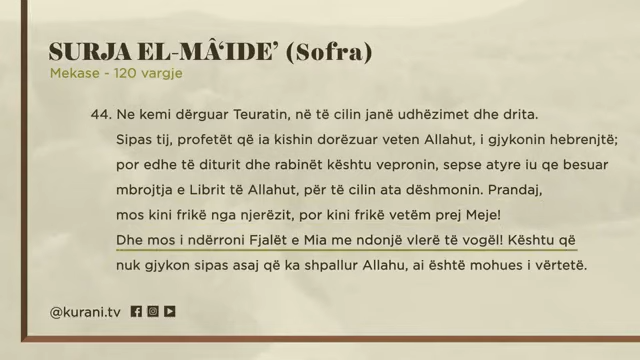 SURJA EL-MÂ‘IDE’ (Sofra)
Mekase - 120 vargje
44. Ne kemi dërguar Teuratin, në të cilin janë udhëzimet dhe drita.
Sipas tij, profetët që ia kishin dorëzuar veten Allahut, i gjykonin hebrenjtë;
por edhe të diturit dhe rabinët kështu vepronin, sepse atyre iu qe besuar
mbrojtja e Librit të Allahut, për të cilin ata dëshmonin. Prandaj,
mos kini frikë nga njerëzit, por kini frikë vetëm prej Meje!
Dhe mos i ndërroni Fjalët e Mia me ndonjë vlerë të vogël! Kështu që
nuk gjykon sipas asaj që ka shpallur Allahu, ai është mohues i vërtetë.
@kurani.tv